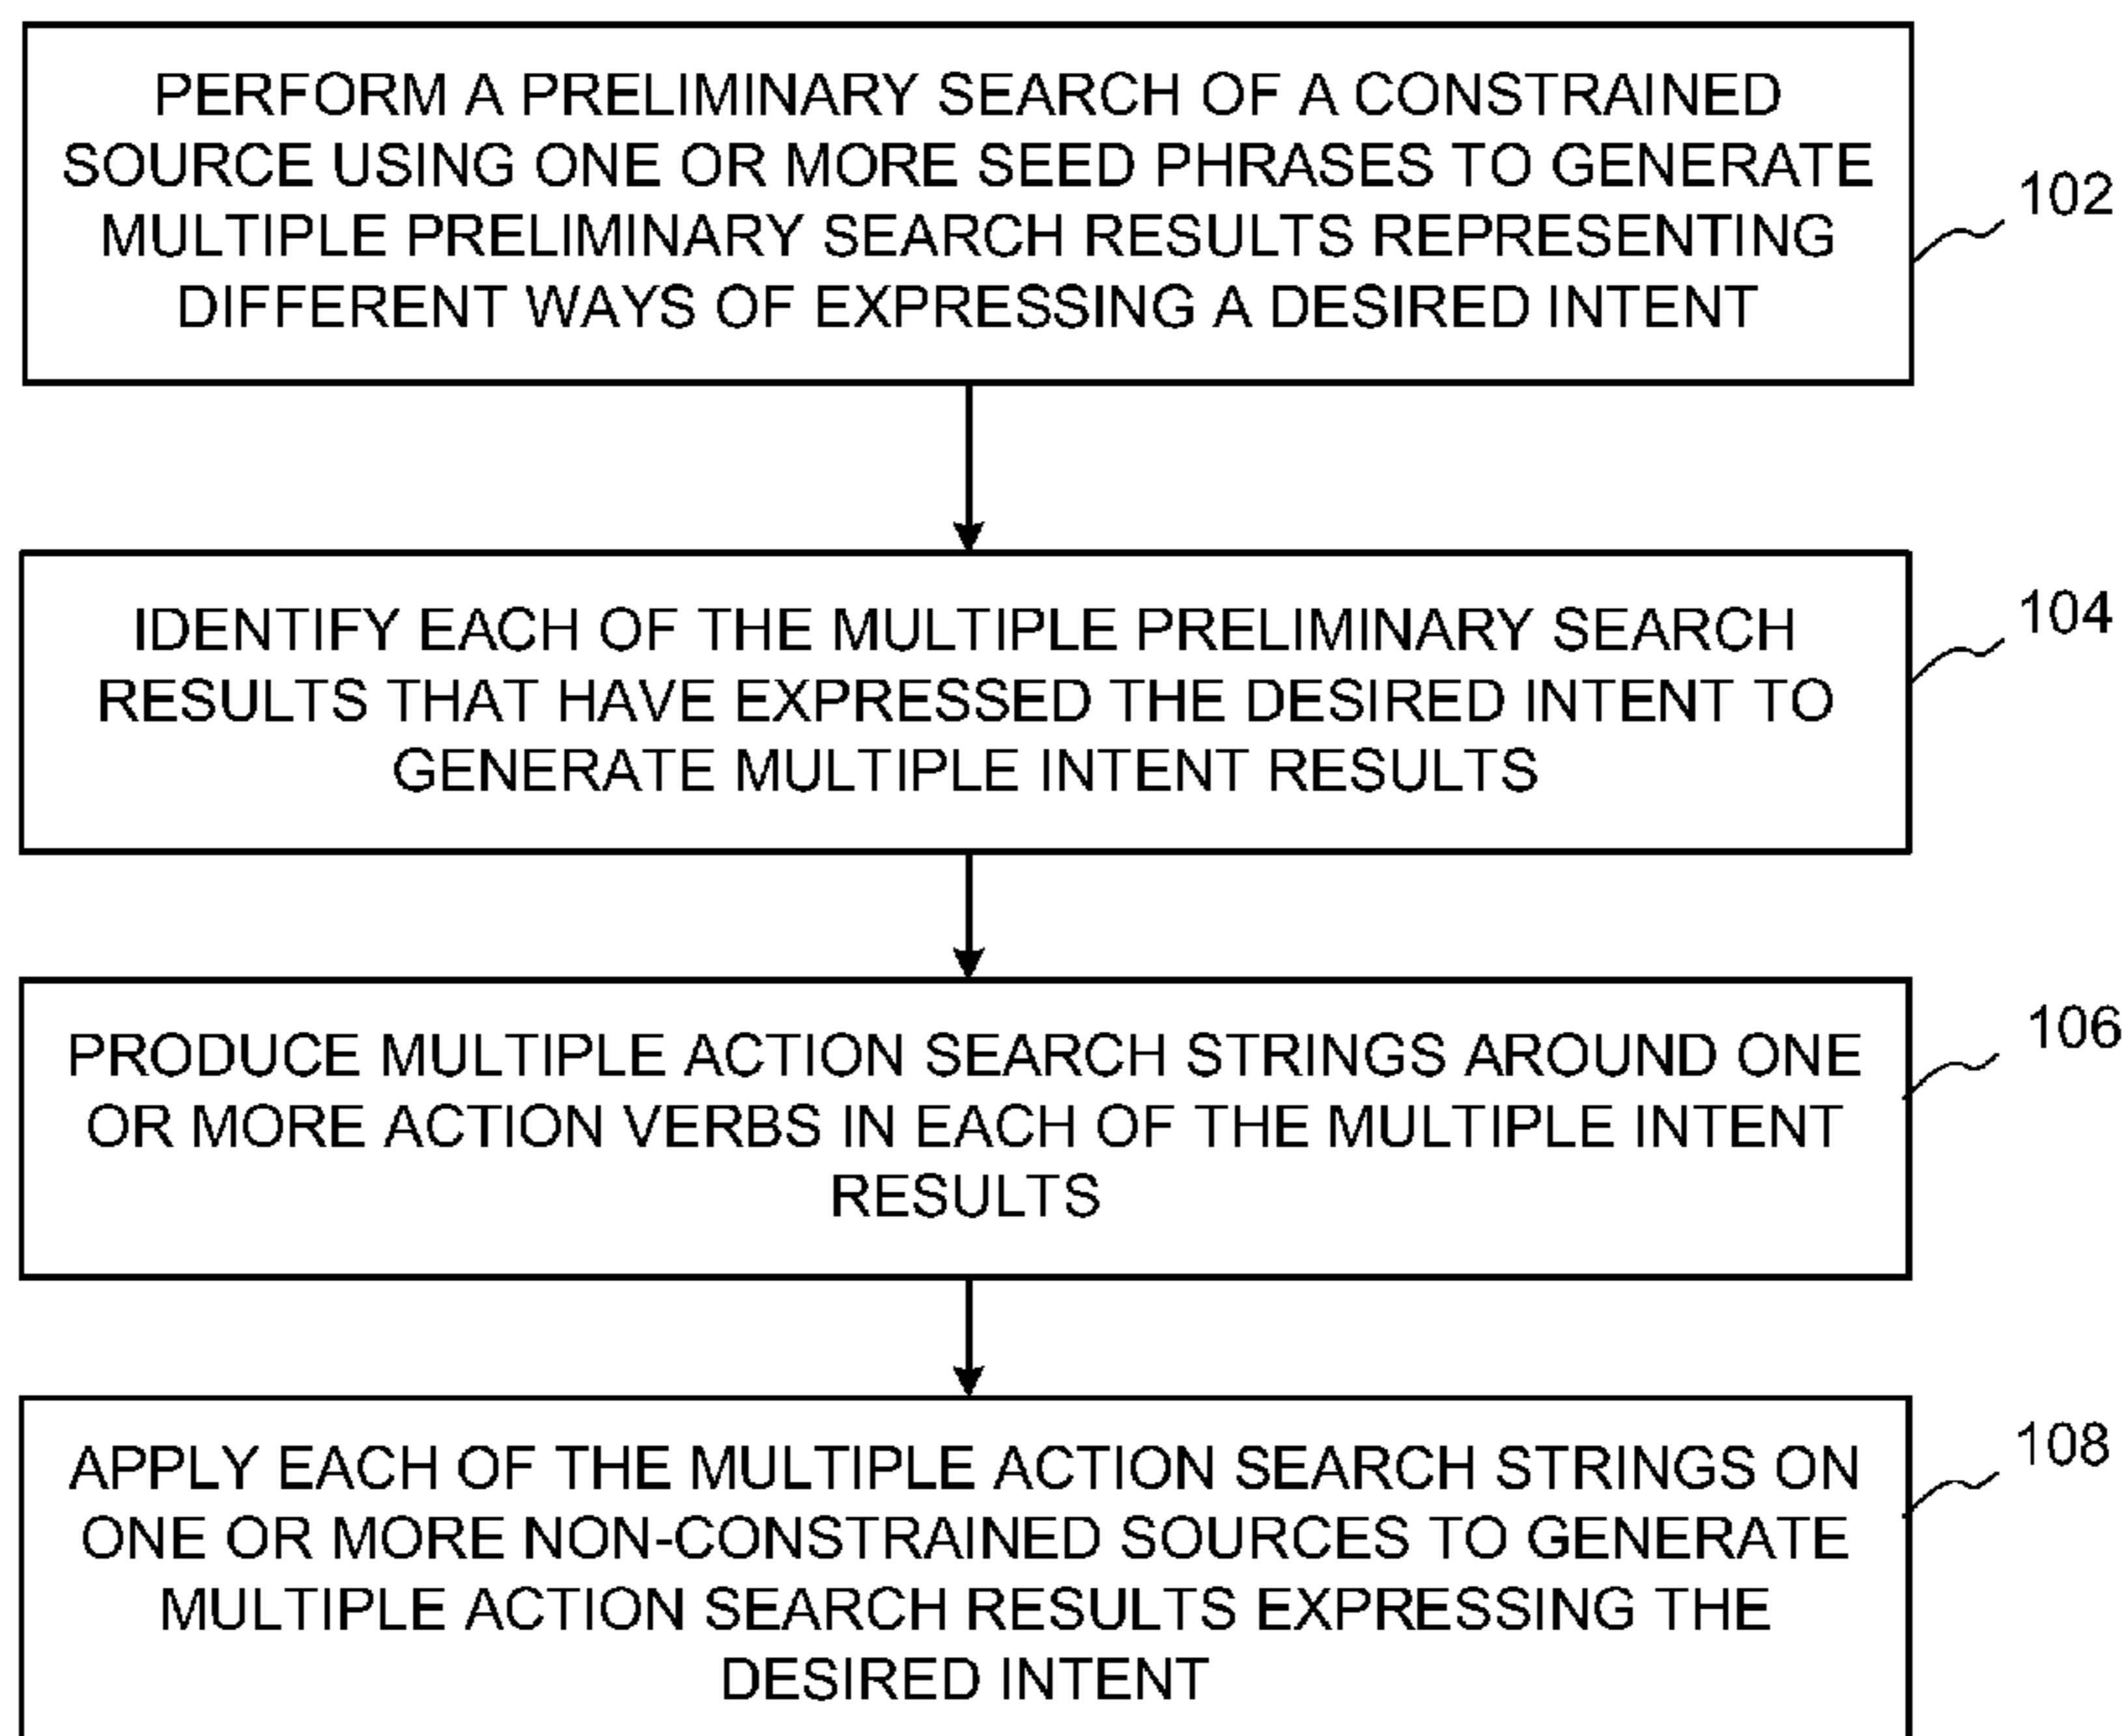 PERFORM A PRELIMINARY SEARCH OF A CONSTRAINED
SOURCE USING ONE OR MORE SEED PHRASES TO GENERATE
MULTIPLE PRELIMINARY SEARCH RESULTS REPRESENTING
DIFFERENT WAYS OF EXPRESSING A DESIRED INTENT
102
IDENTIFY EACH OF THE MULTIPLE PRELIMINARY SEARCH
RESULTS THAT HAVE EXPRESSED THE DESIRED INTENT TO
GENERATE MULTIPLE INTENT RESULTS
104
PRODUCE MULTIPLE ACTION SEARCH STRINGS AROUND ONE
OR MORE ACTION VERBS IN EACH OF THE MULTIPLE INTENT
RESULTS
106
APPLY EACH OF THE MULTIPLE ACTION SEARCH STRINGS ON
ONE OR MORE NON-CONSTRAINED SOURCES TO GENERATE
MULTIPLE ACTION SEARCH RESULTS EXPRESSING THE
DESIRED INTENT
108